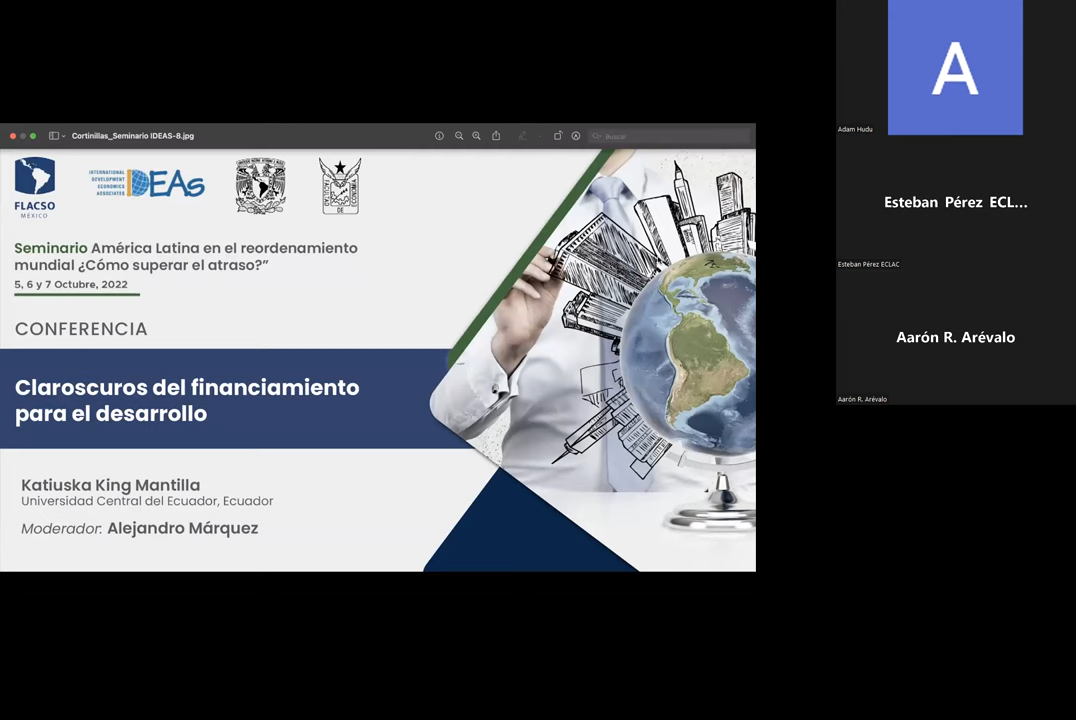 Cortinillas_Seminario IDEAS-8.jpg
Buscar
FLACSO
MÉXICO
INTERNATIONAL
DEVELOPMENT
ECONOMICS
ASSOCIATES
IDEAs
FACULTAD
DE
ECONOMIA
Seminario América Latina en el reordenamiento
mundial ¿Cómo superar el atraso?”
5, 6 y 7 Octubre, 2022
CONFERENCIA
Claroscuros del financiamiento
para el desarrollo
Katiuska King Mantilla
Universidad Central del Ecuador, Ecuador
Moderador: Alejandro Márquez
A
Adam Hudu
Esteban Pérez ECL...
Esteban Pérez ECLAC
Aarón R. Arévalo
Aarón R. Arévalo